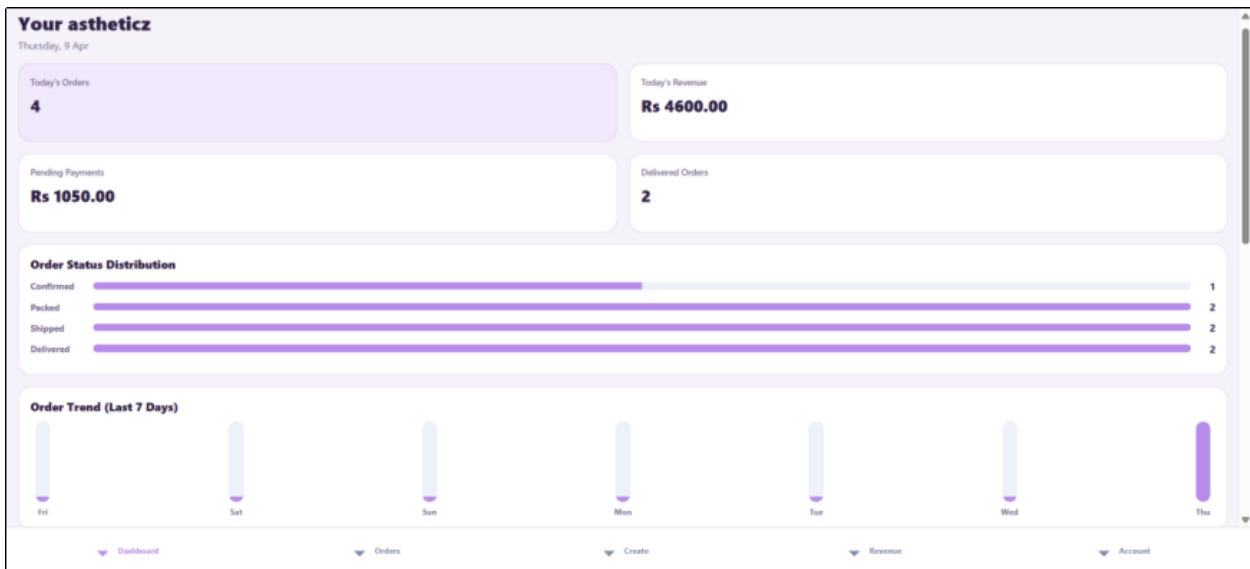 Your astheticz
Thursday, 9 Apr
Today's Orders
4
Today's Revenue
Rs 4600.00
Pending Payments
Rs 1050.00
Delivered Orders
2
Order Status Distribution
Confirmed 1
Packed 2
Shipped 2
Delivered 2
Order Trend (Last 7 Days)
Fri Sat Sun Mon Tue Wed Thu
Dashboard Orders Create Revenue Account